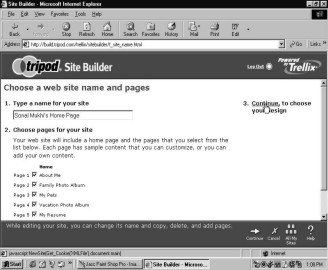 Site Builder - Microsoft Internet Explorer
File Edit View Favorites Tools Help
Back Forward Stop Refresh Home Search Favorites History Mail Print Edit
Address http://build.tripod.com/trellix/sitebuilder/f_site_name.html Go Links
tripod Site Builder
Log Out
Powered by Trellix
Choose a web site name and pages
1. Type a name for your site
Sonal Mukhi's Home Page
3. Continue, to choose your design
2. Choose pages for your site
Your web site will include a home page and the pages that you select from the
list below. Each page has sample content that you can customize, or you can
add your own content.
Name
Page 1 About Me
Page 2 Family Photo Album
Page 3 My Pets
Page 4 Vacation Photo Album
Page 5 My Resume
While editing your site, you can change its name and copy, delete, and add pages.
Continue Cancel All My Sites Help
javascript:NewSite(Get_Cookie(XMLFile),document.main)
Internet
Start
Jasc Paint Shop Pro - Im...
Site Builder - Micros...
1:08 PM